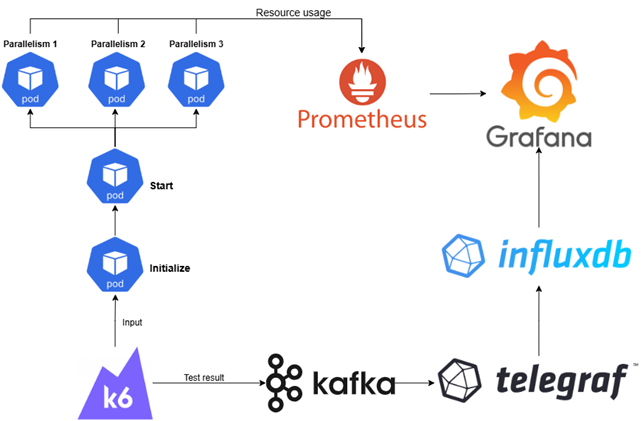 Resource usage
Parallelism 1
Parallelism 2
Parallelism 3
pod
pod
pod
Prometheus
Grafana
pod
Start
pod
Initialize
influxdb
Input
k6
Test result
kafka
telegraf™